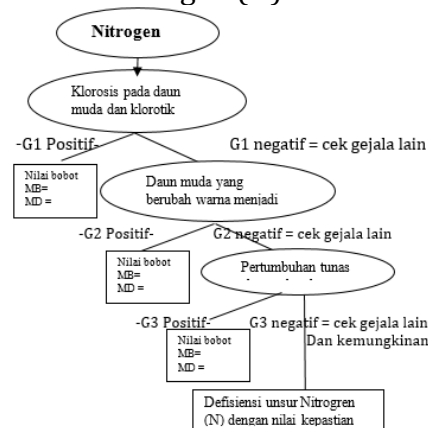 Nitrogen
Klorosis pada daun
muda dan klorotik
-G1 Positif-
G1 negatif = cek gejala lain
Nilai bobot
MB=
MD =
Daun muda yang
berubah warna menjadi
-G2 Positif-
G2 negatif = cek gejala lain
Nilai bobot
MB=
MD =
Pertumbuhan tunas
-G3 Positif-
G3 negatif = cek gejala lain
Dan kemungkinan
Nilai bobot
MB=
MD =
Defisiensi unsur Nitrogren
(N) dengan nilai kepastian